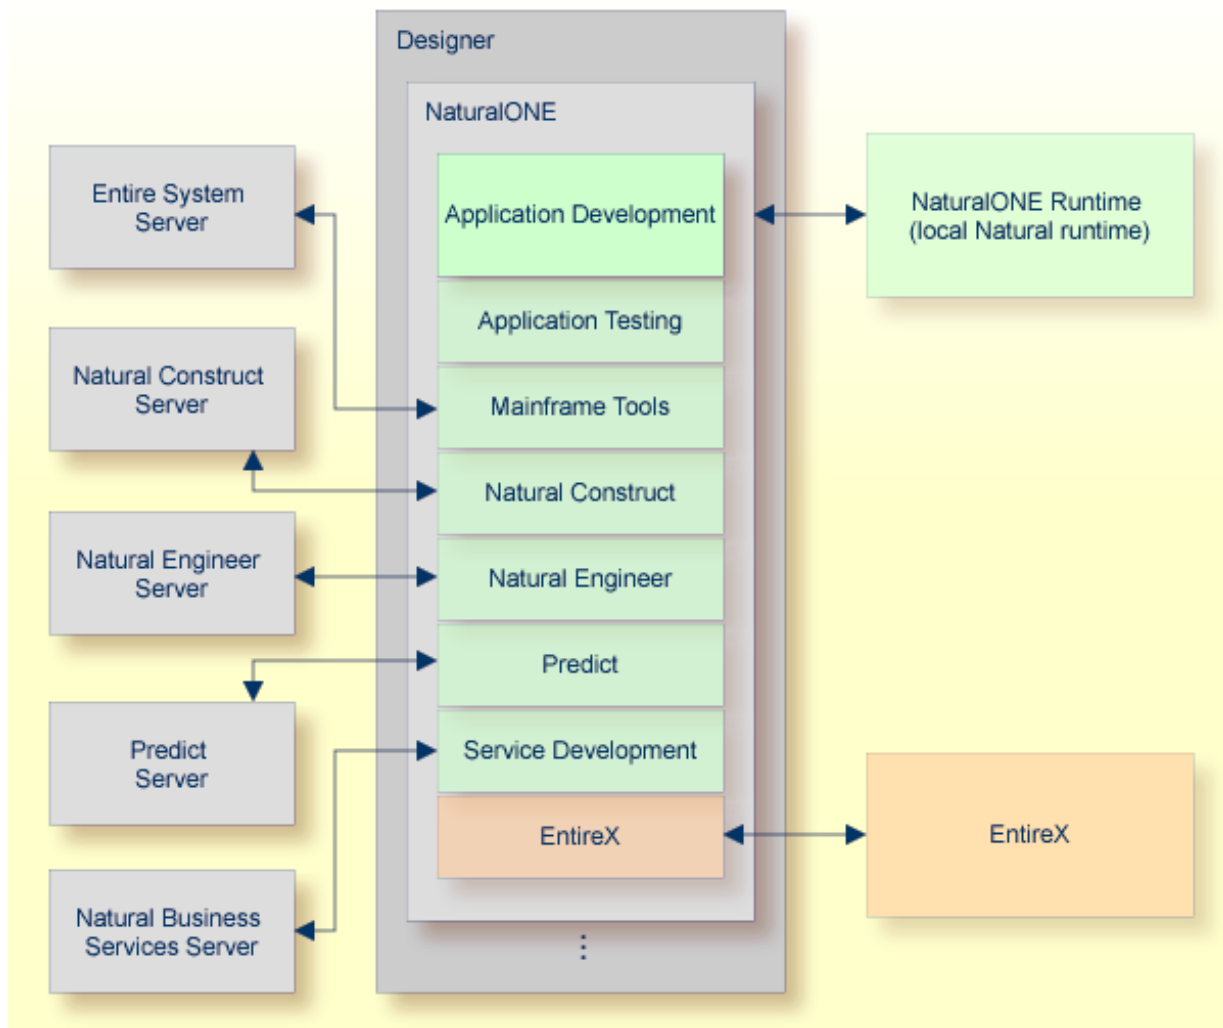 Designer
NaturalONE
Entire System
Server
Natural Construct
Server
Natural Engineer
Server
Predict
Server
Natural Business
Services Server
Application Development
Application Testing
Mainframe Tools
Natural Construct
Natural Engineer
Predict
Service Development
EntireX
NaturalONE Runtime
(local Natural runtime)
EntireX